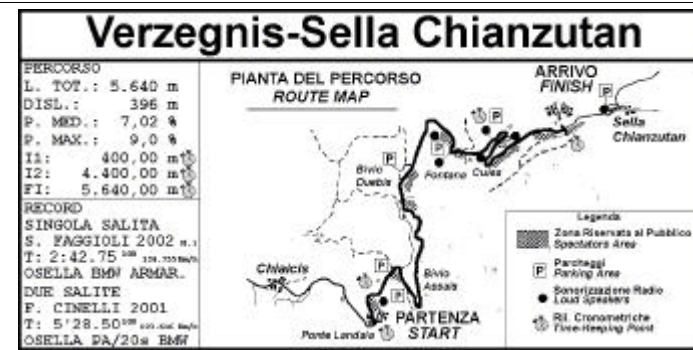 Verzegnis-Sella Chianzutan
PERCORSO
L. TOT.: 5.640 m
DISL.: 396 m
P. MED.: 7,02 %
P. MAX.: 9,0 %
I1: 400,00 m
I2: 4.400,00 m
FI: 5.640,00 m
RECORD
SINGOLA SALITA
S. FAGGIOLI 2002
T: 2:42.75
OSELLA BMW ARMAR.
DUE SALITE
F. CINELLI 2001
T: 5'28.50
OSELLA PA/20s BMW
PIANTA DEL PERCORSO
ROUTE MAP
ARRIVO
FINISH
P
Sella
Chianzutan
P
P
P
Bivio
Duebis
Fontana
Cuies
Chiaicis
P
P
Bivio
Assais
PARTENZA
START
Ponte Landaia
Legenda
Zona Riservata al Pubblico
Spectators Area
P
Parcheggi
Parking Area
Sonorizzazione Radio
Loud Speakers
Ril. Cronometriche
Time-Keeping Point